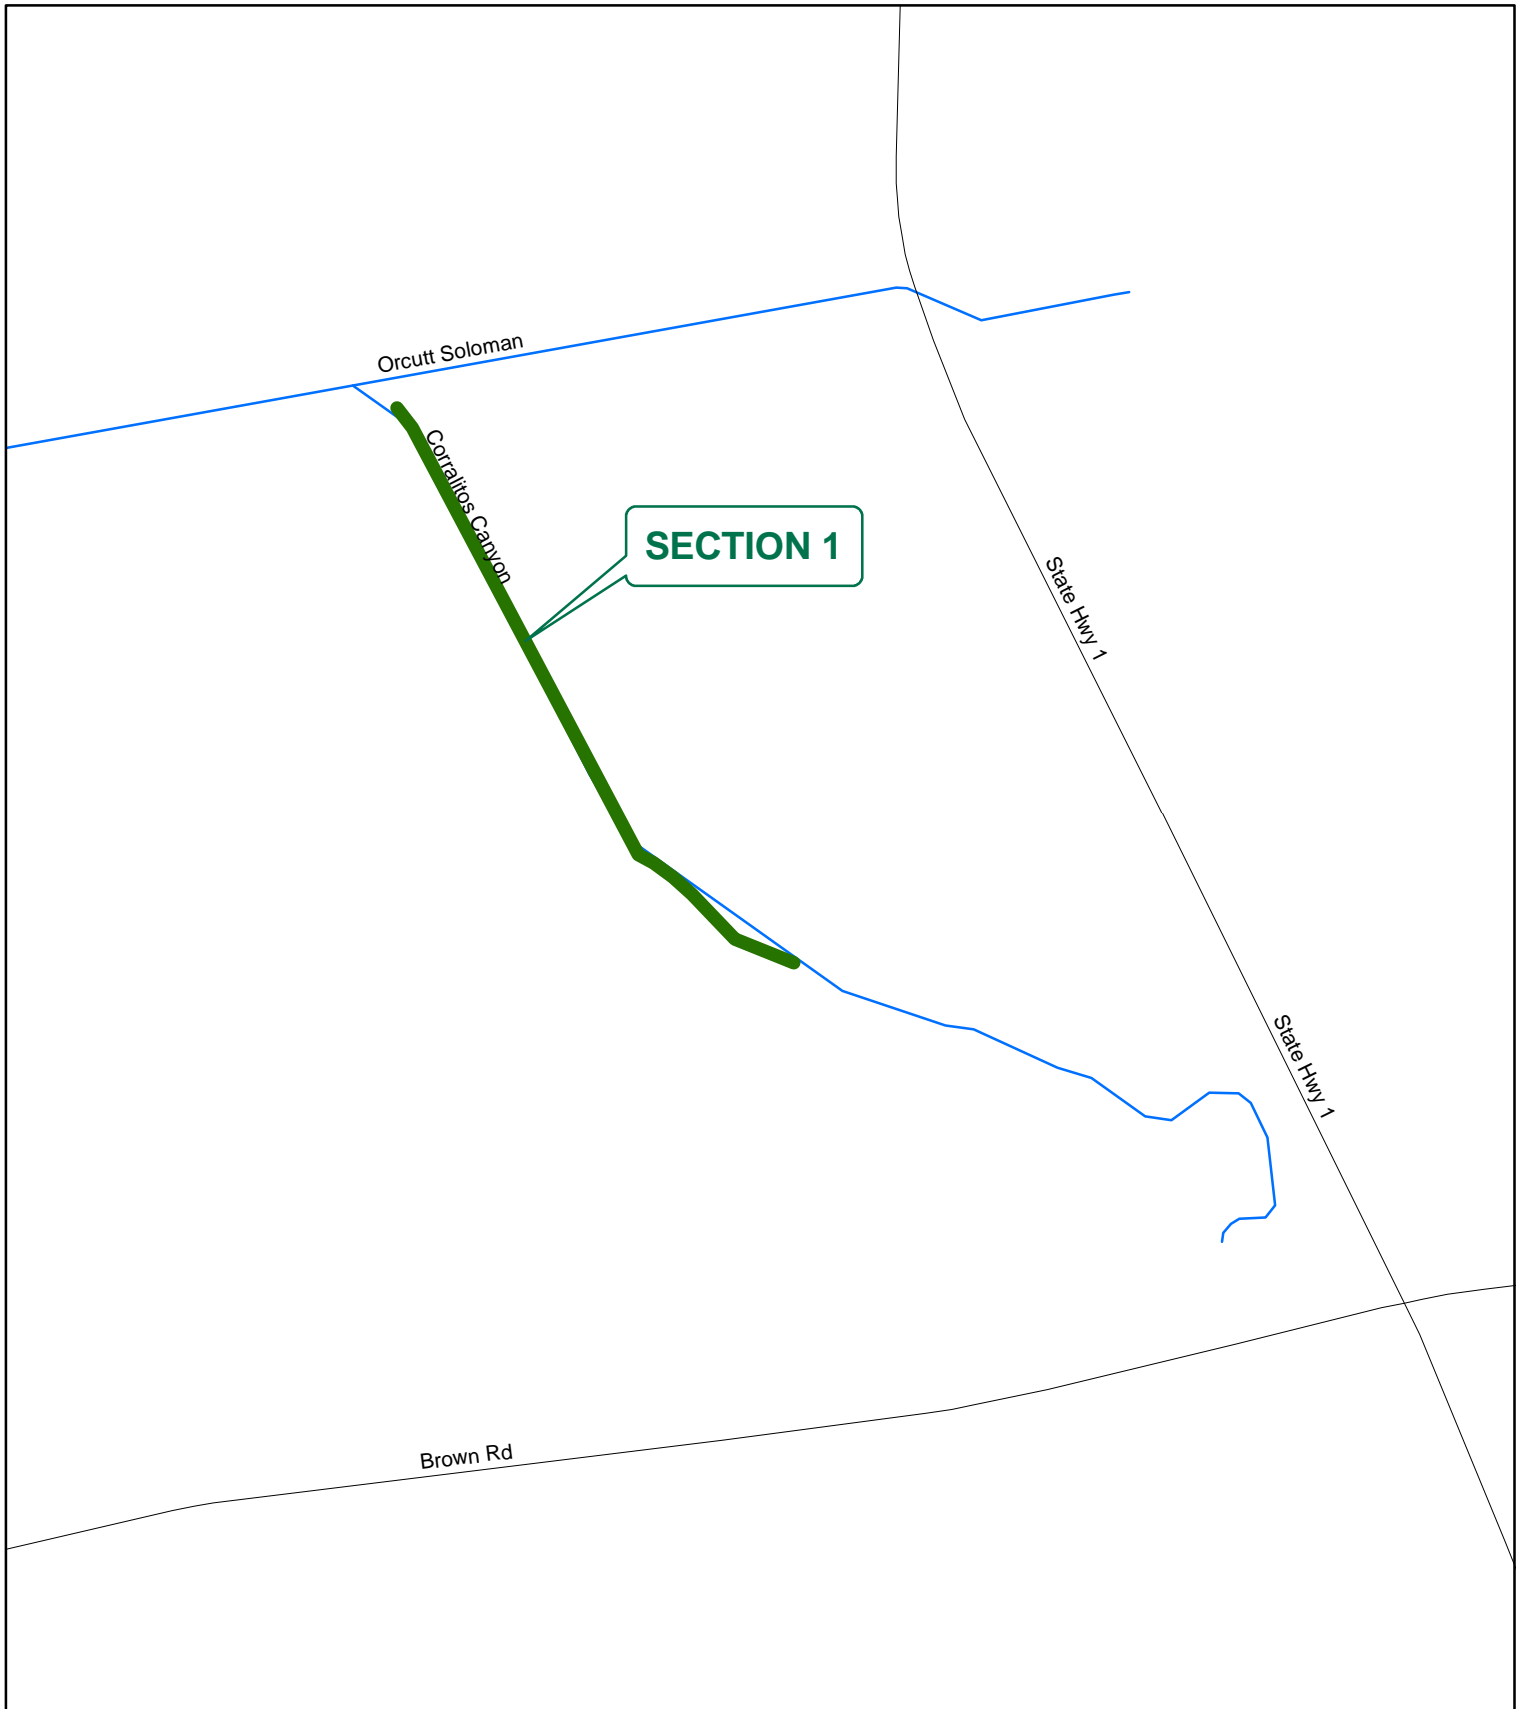 Orcutt Soloman
Corralitos Canyon
SECTION 1
State Hwy 1
State Hwy 1
Brown Rd